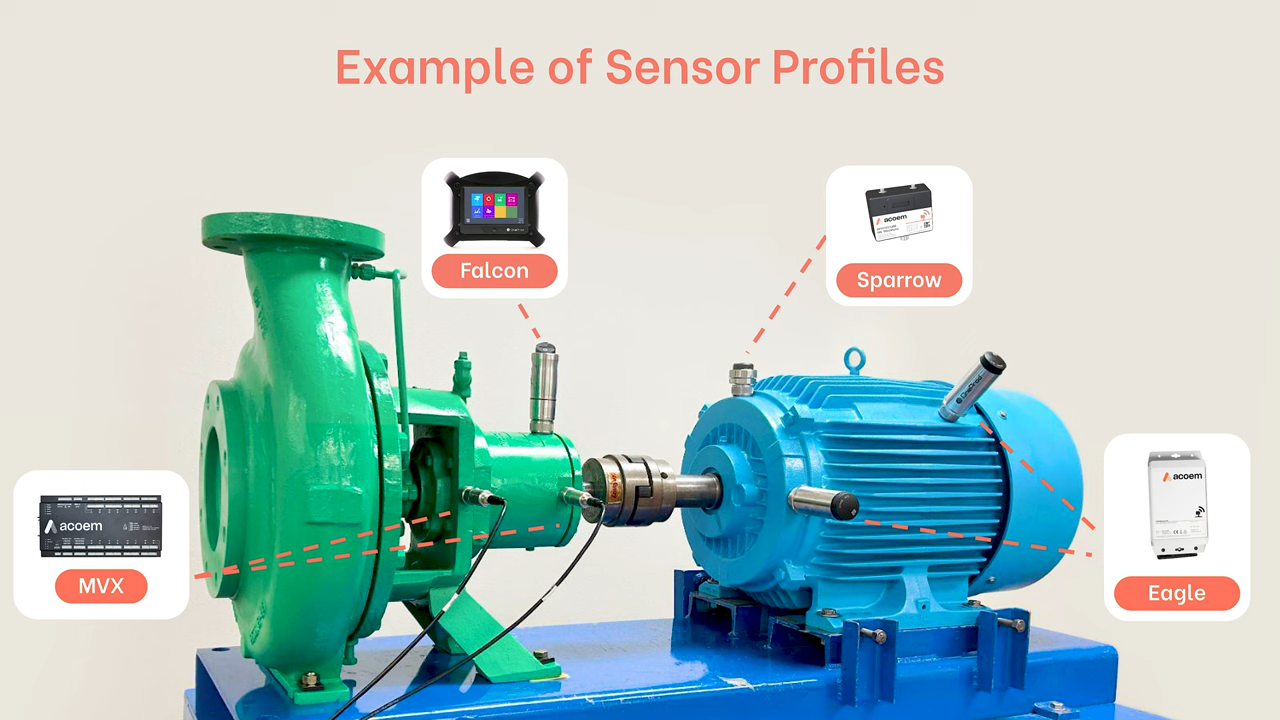 Example of Sensor Profiles
Falcon
acoem
Sparrow
acoem
MVX
acoem
Eagle